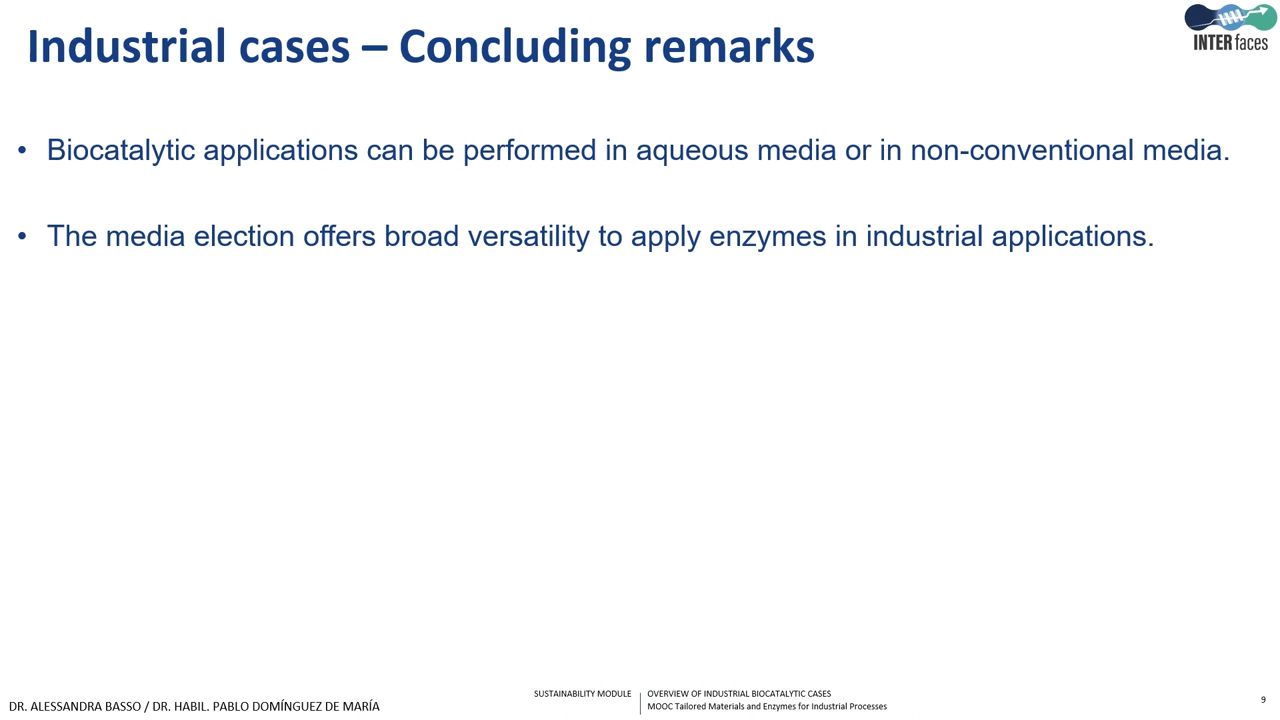 Industrial cases – Concluding remarks
INTERfaces
• Biocatalytic applications can be performed in aqueous media or in non-conventional media.
• The media election offers broad versatility to apply enzymes in industrial applications.
DR. ALESSANDRA BASSO / DR. HABIL. PABLO DOMÍNGUEZ DE MARÍA
SUSTAINABILITY MODULE
OVERVIEW OF INDUSTRIAL BIOCATALYTIC CASES
MOOC Tailored Materials and Enzymes for Industrial Processes
9